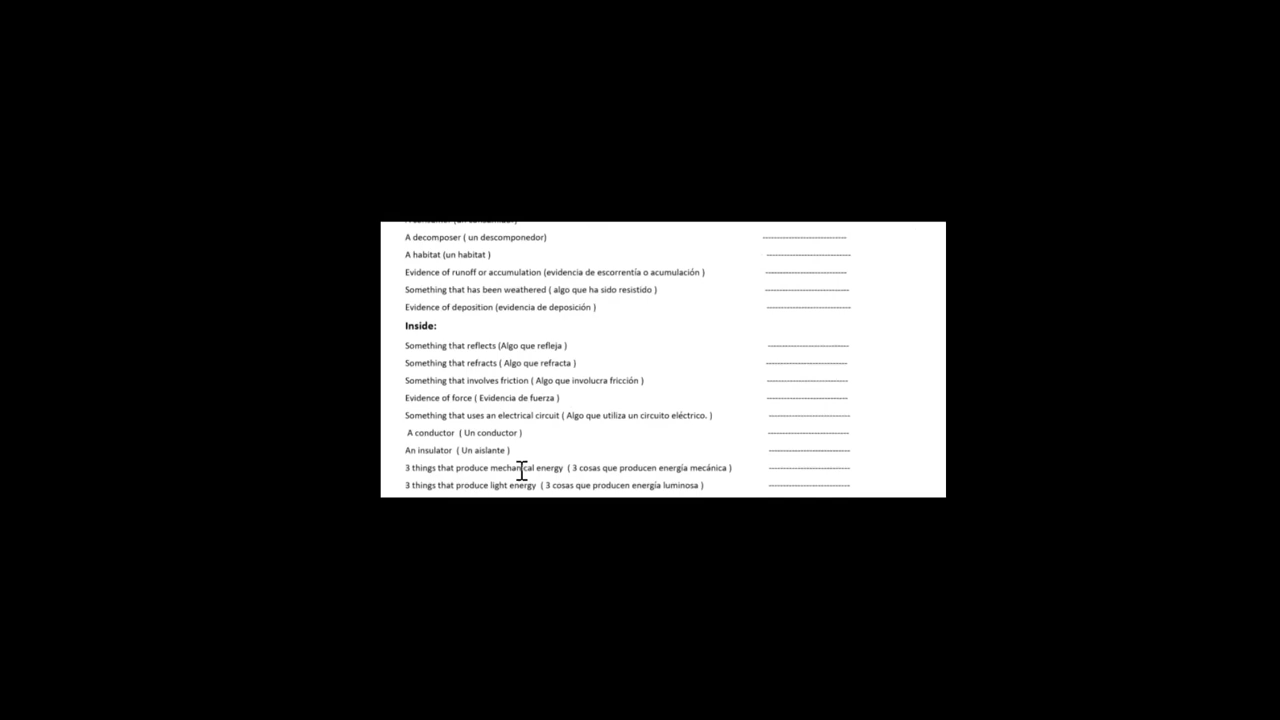 A decomposer ( un descomponedor) ----------------------------
A habitat (un habitat ) ----------------------------
Evidence of runoff or accumulation (evidencia de escorrentía o acumulación ) ---------------------------
Something that has been weathered ( algo que ha sido resistido ) ----------------------------
Evidence of deposition (evidencia de deposición ) ----------------------------
Inside:
Something that reflects (Algo que refleja ) ---------------------------
Something that refracts ( Algo que refracta ) ---------------------------
Something that involves friction ( Algo que involucra fricción ) ---------------------------
Evidence of force ( Evidencia de fuerza ) ---------------------------
Something that uses an electrical circuit ( Algo que utiliza un circuito eléctrico. ) ---------------------------
A conductor ( Un conductor ) ---------------------------
An insulator ( Un aislante ) ---------------------------
3 things that produce mechanical energy ( 3 cosas que producen energía mecánica ) ---------------------------
3 things that produce light energy ( 3 cosas que producen energía luminosa ) ---------------------------